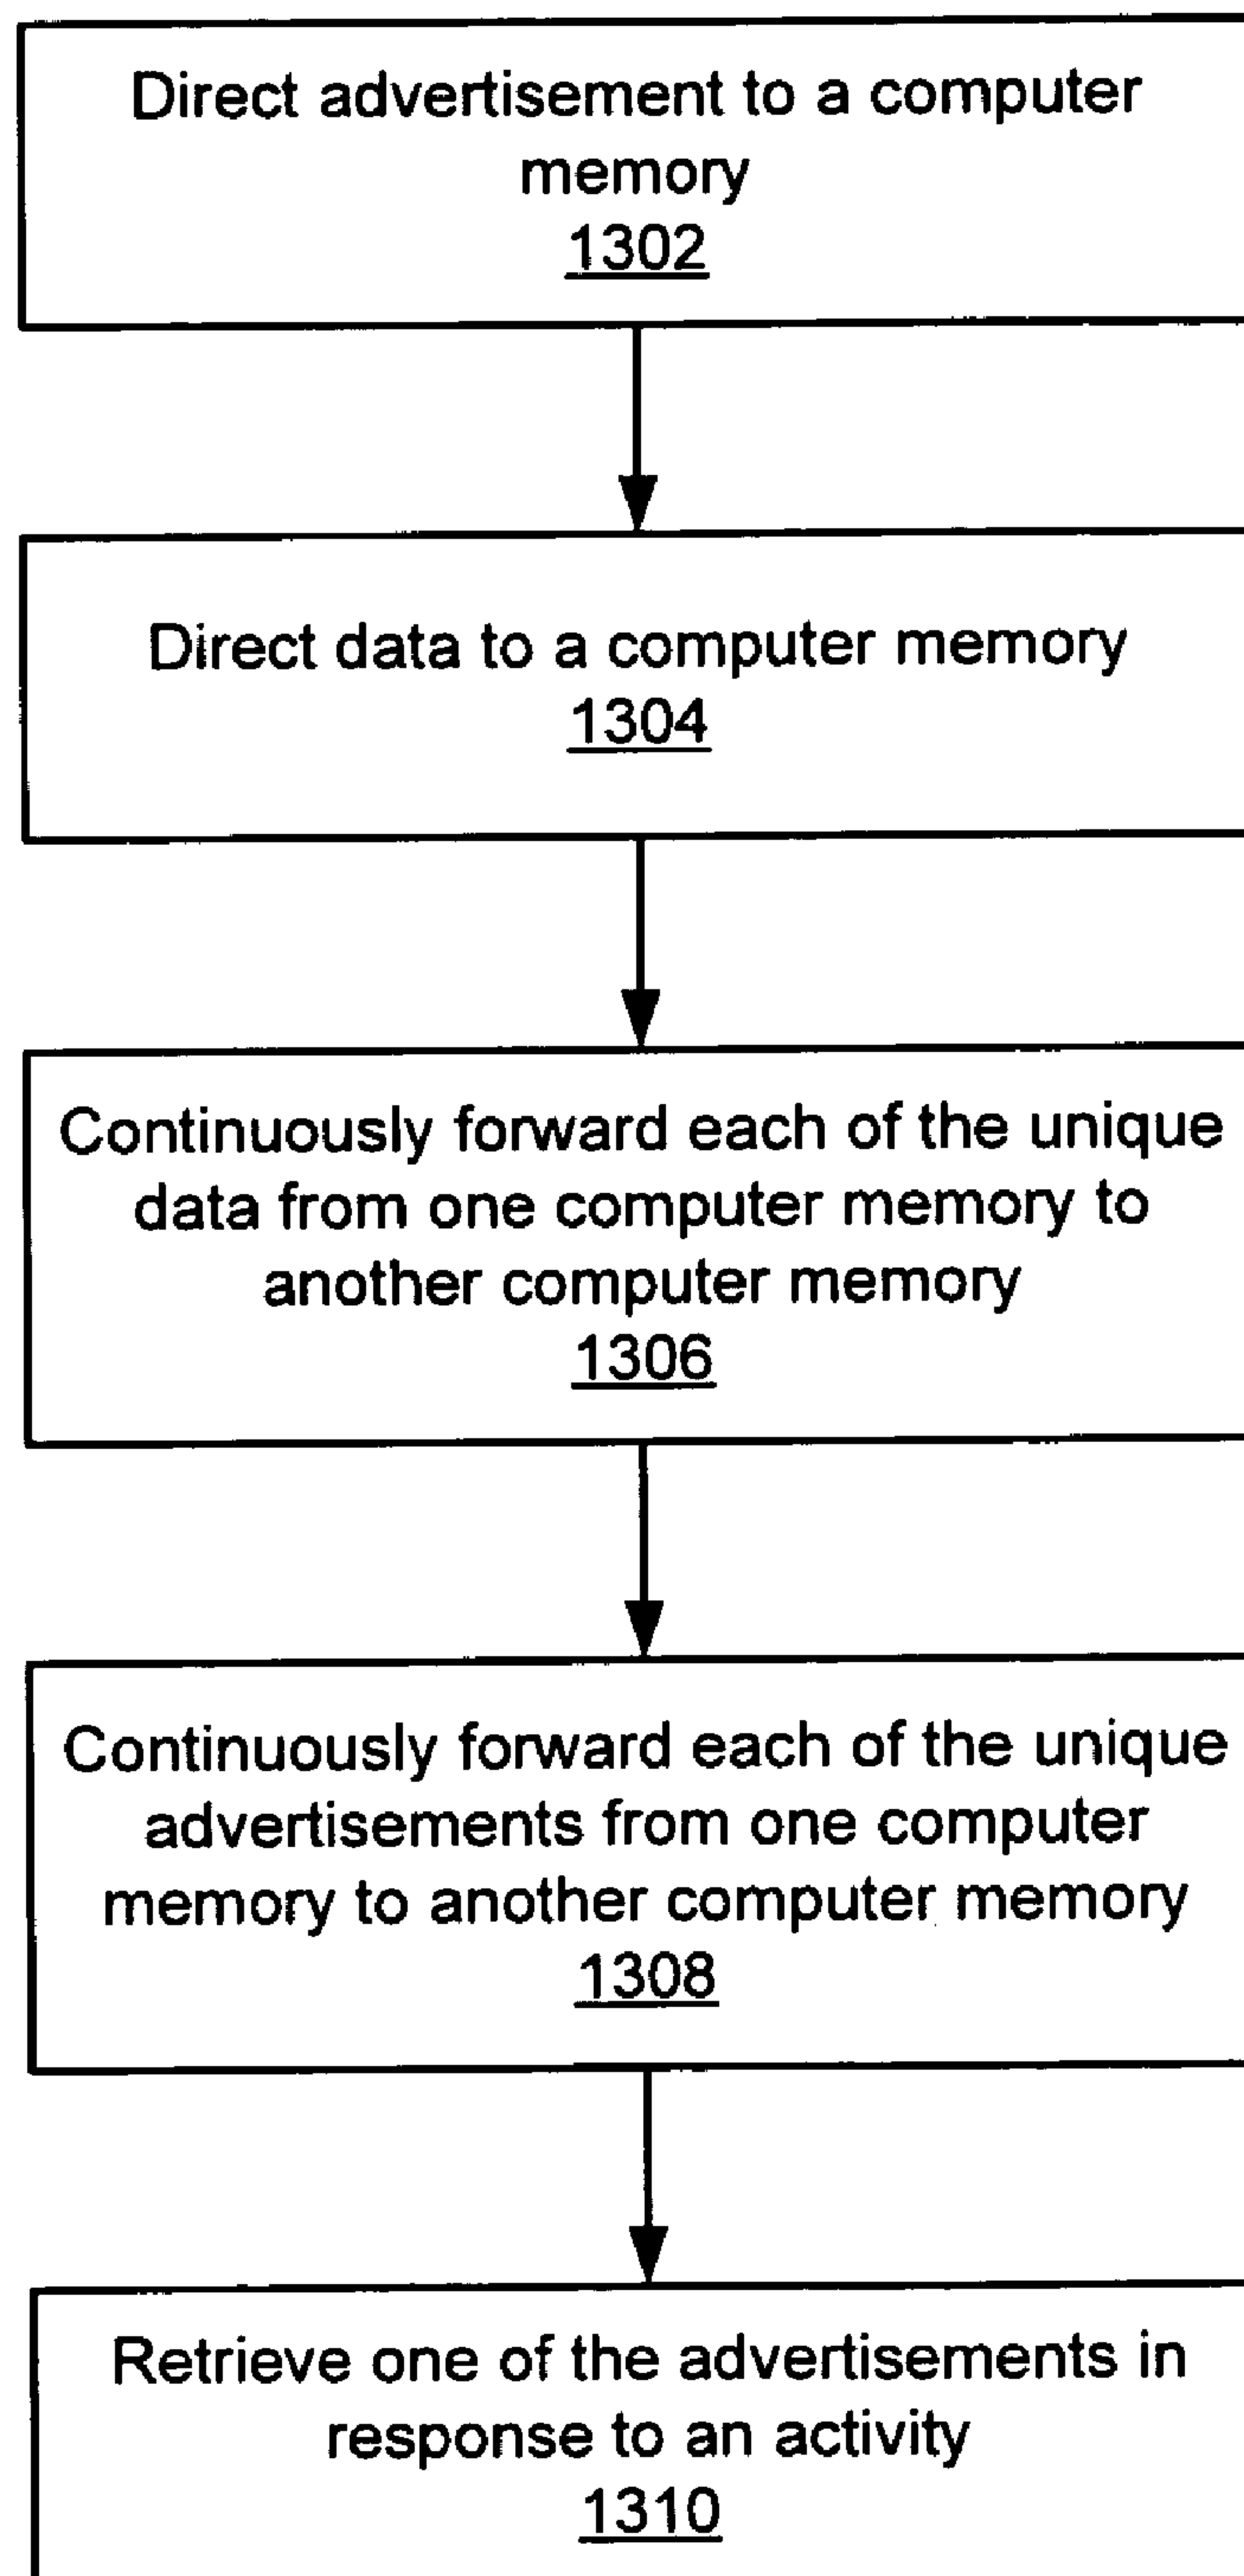 Direct advertisement to a computer
memory
1302
Direct data to a computer memory
1304
Continuously forward each of the unique
data from one computer memory to
another computer memory
1306
Continuously forward each of the unique
advertisements from one computer
memory to another computer memory
1308
Retrieve one of the advertisements in
response to an activity
1310